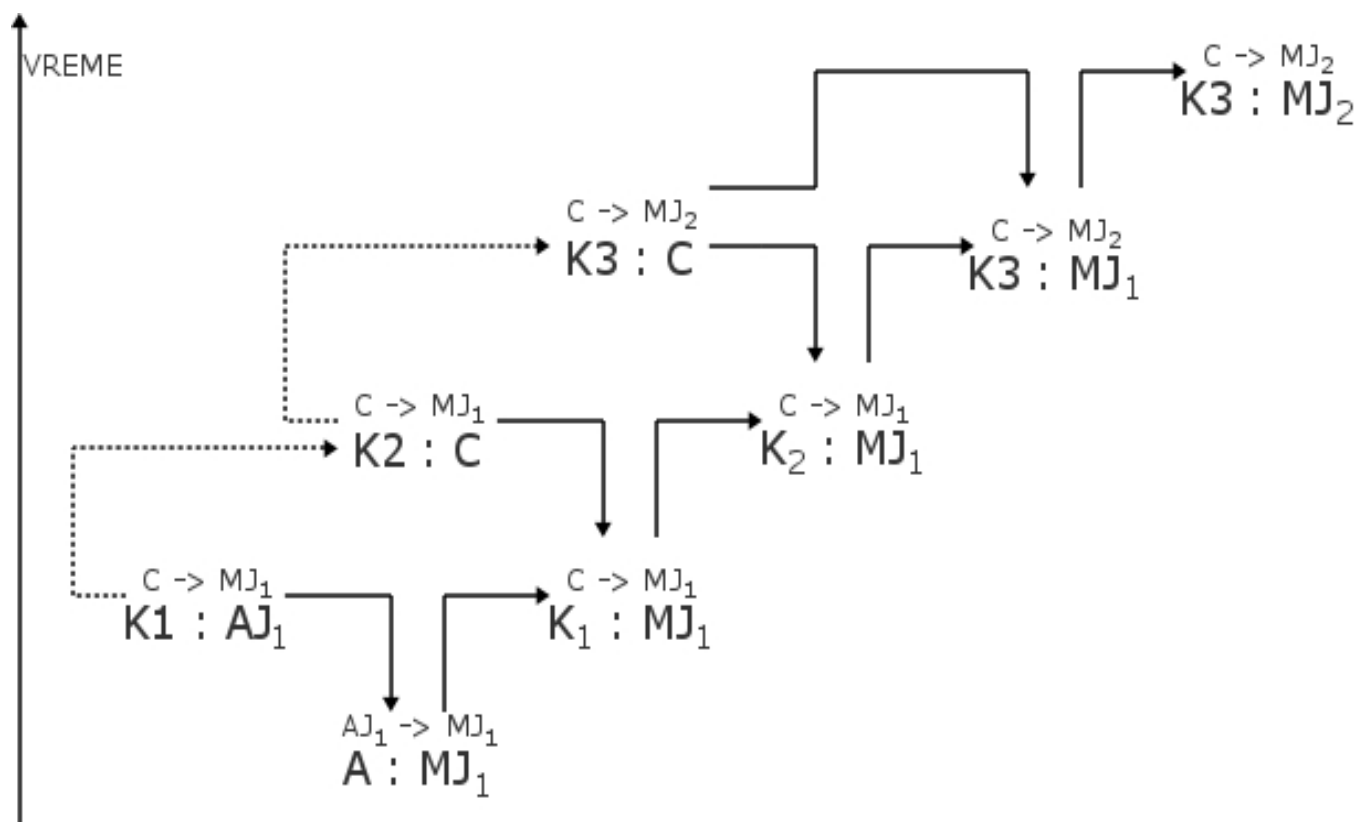 VREME
C -> MJ₂
K3 : MJ₂
C -> MJ₂
K3 : C
C -> MJ₂
K3 : MJ₁
C -> MJ₁
K2 : C
C -> MJ₁
K₂ : MJ₁
C -> MJ₁
K1 : AJ₁
C -> MJ₁
K₁ : MJ₁
AJ₁ -> MJ₁
A : MJ₁